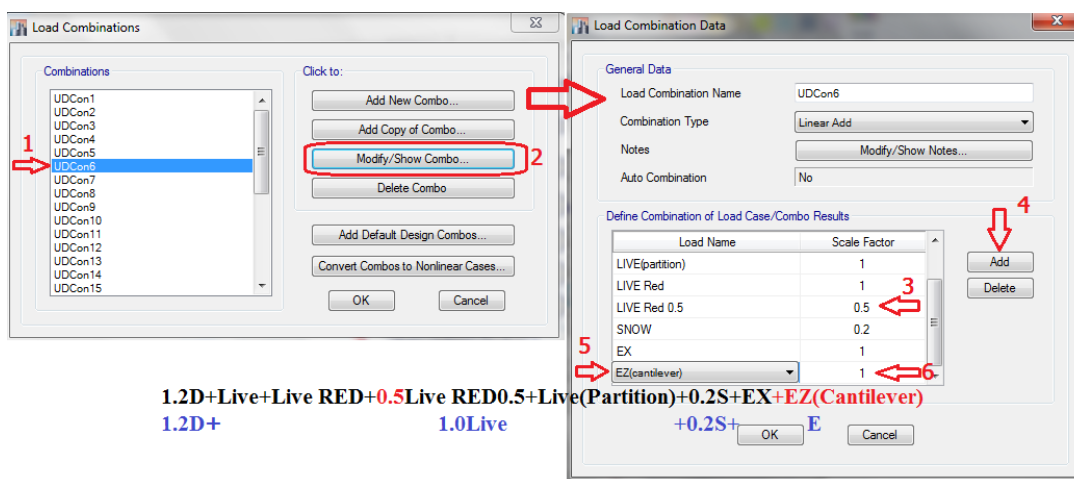 Load Combinations
Combinations
UDCon1
UDCon2
UDCon3
UDCon4
1
UDCon5
UDCon6
UDCon7
UDCon8
UDCon9
UDCon10
UDCon11
UDCon12
UDCon13
UDCon14
UDCon15
Click to:
Add New Combo...
Add Copy of Combo...
Modify/Show Combo...
2
Delete Combo
Add Default Design Combos...
Convert Combos to Nonlinear Cases...
OK Cancel
Load Combination Data
General Data
Load Combination Name UDCon6
Combination Type Linear Add
Notes Modify/Show Notes...
Auto Combination No
Define Combination of Load Case/Combo Results
4
Load Name Scale Factor
LIVE(partition) 1
Add
LIVE Red 1
3
Delete
LIVE Red 0.5 0.5
SNOW 0.2
5
EX 1
EZ(cantilever) 1
6
1.2D+Live+Live RED+0.5Live RED0.5+Live(Partition)+0.2S+EX+EZ(Cantilever)
1.2D+ 1.0Live +0.2S+ E
OK Cancel